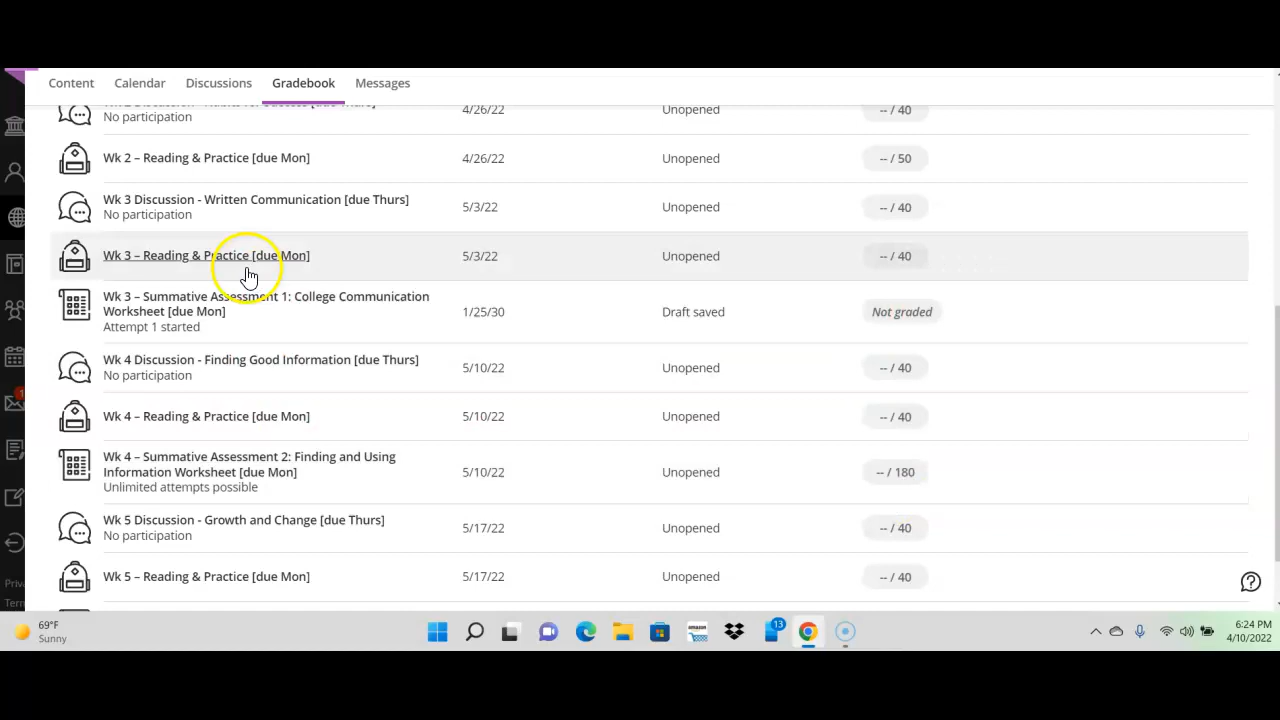 Content Calendar Discussions Gradebook Messages
4/26/22 Unopened -- / 40
No participation
Wk 2 – Reading & Practice [due Mon] 4/26/22 Unopened -- / 50
Wk 3 Discussion - Written Communication [due Thurs] 5/3/22 Unopened -- / 40
No participation
Wk 3 – Reading & Practice [due Mon] 5/3/22 Unopened -- / 40
Wk 3 – Summative Assessment 1: College Communication
Worksheet [due Mon] 1/25/30 Draft saved Not graded
Attempt 1 started
Wk 4 Discussion - Finding Good Information [due Thurs] 5/10/22 Unopened -- / 40
No participation
Wk 4 – Reading & Practice [due Mon] 5/10/22 Unopened -- / 40
Wk 4 – Summative Assessment 2: Finding and Using
Information Worksheet [due Mon] 5/10/22 Unopened -- / 180
Unlimited attempts possible
Wk 5 Discussion - Growth and Change [due Thurs] 5/17/22 Unopened -- / 40
No participation
Wk 5 – Reading & Practice [due Mon] 5/17/22 Unopened -- / 40
Priva
Term
69°F
Sunny
amazon
13
6:24 PM
4/10/2022